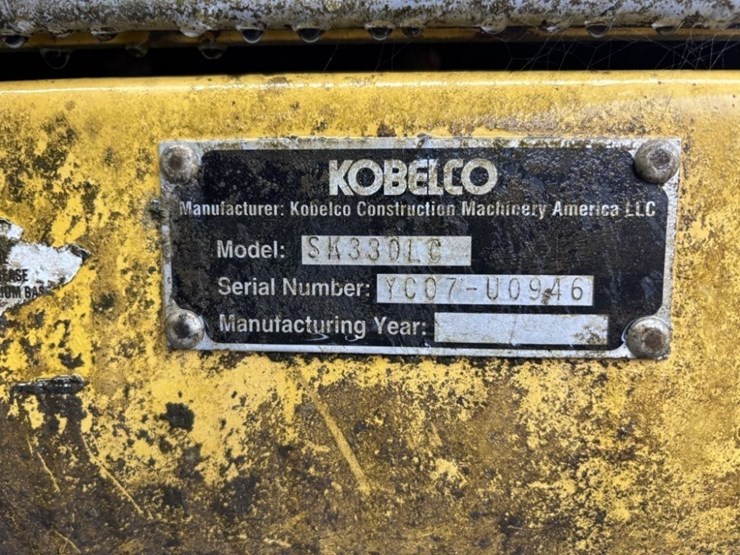 KOBELCO
Manufacturer: Kobelco Construction Machinery America LLC
Model: SK330LC
Serial Number: YC07-U0946
Manufacturing Year: